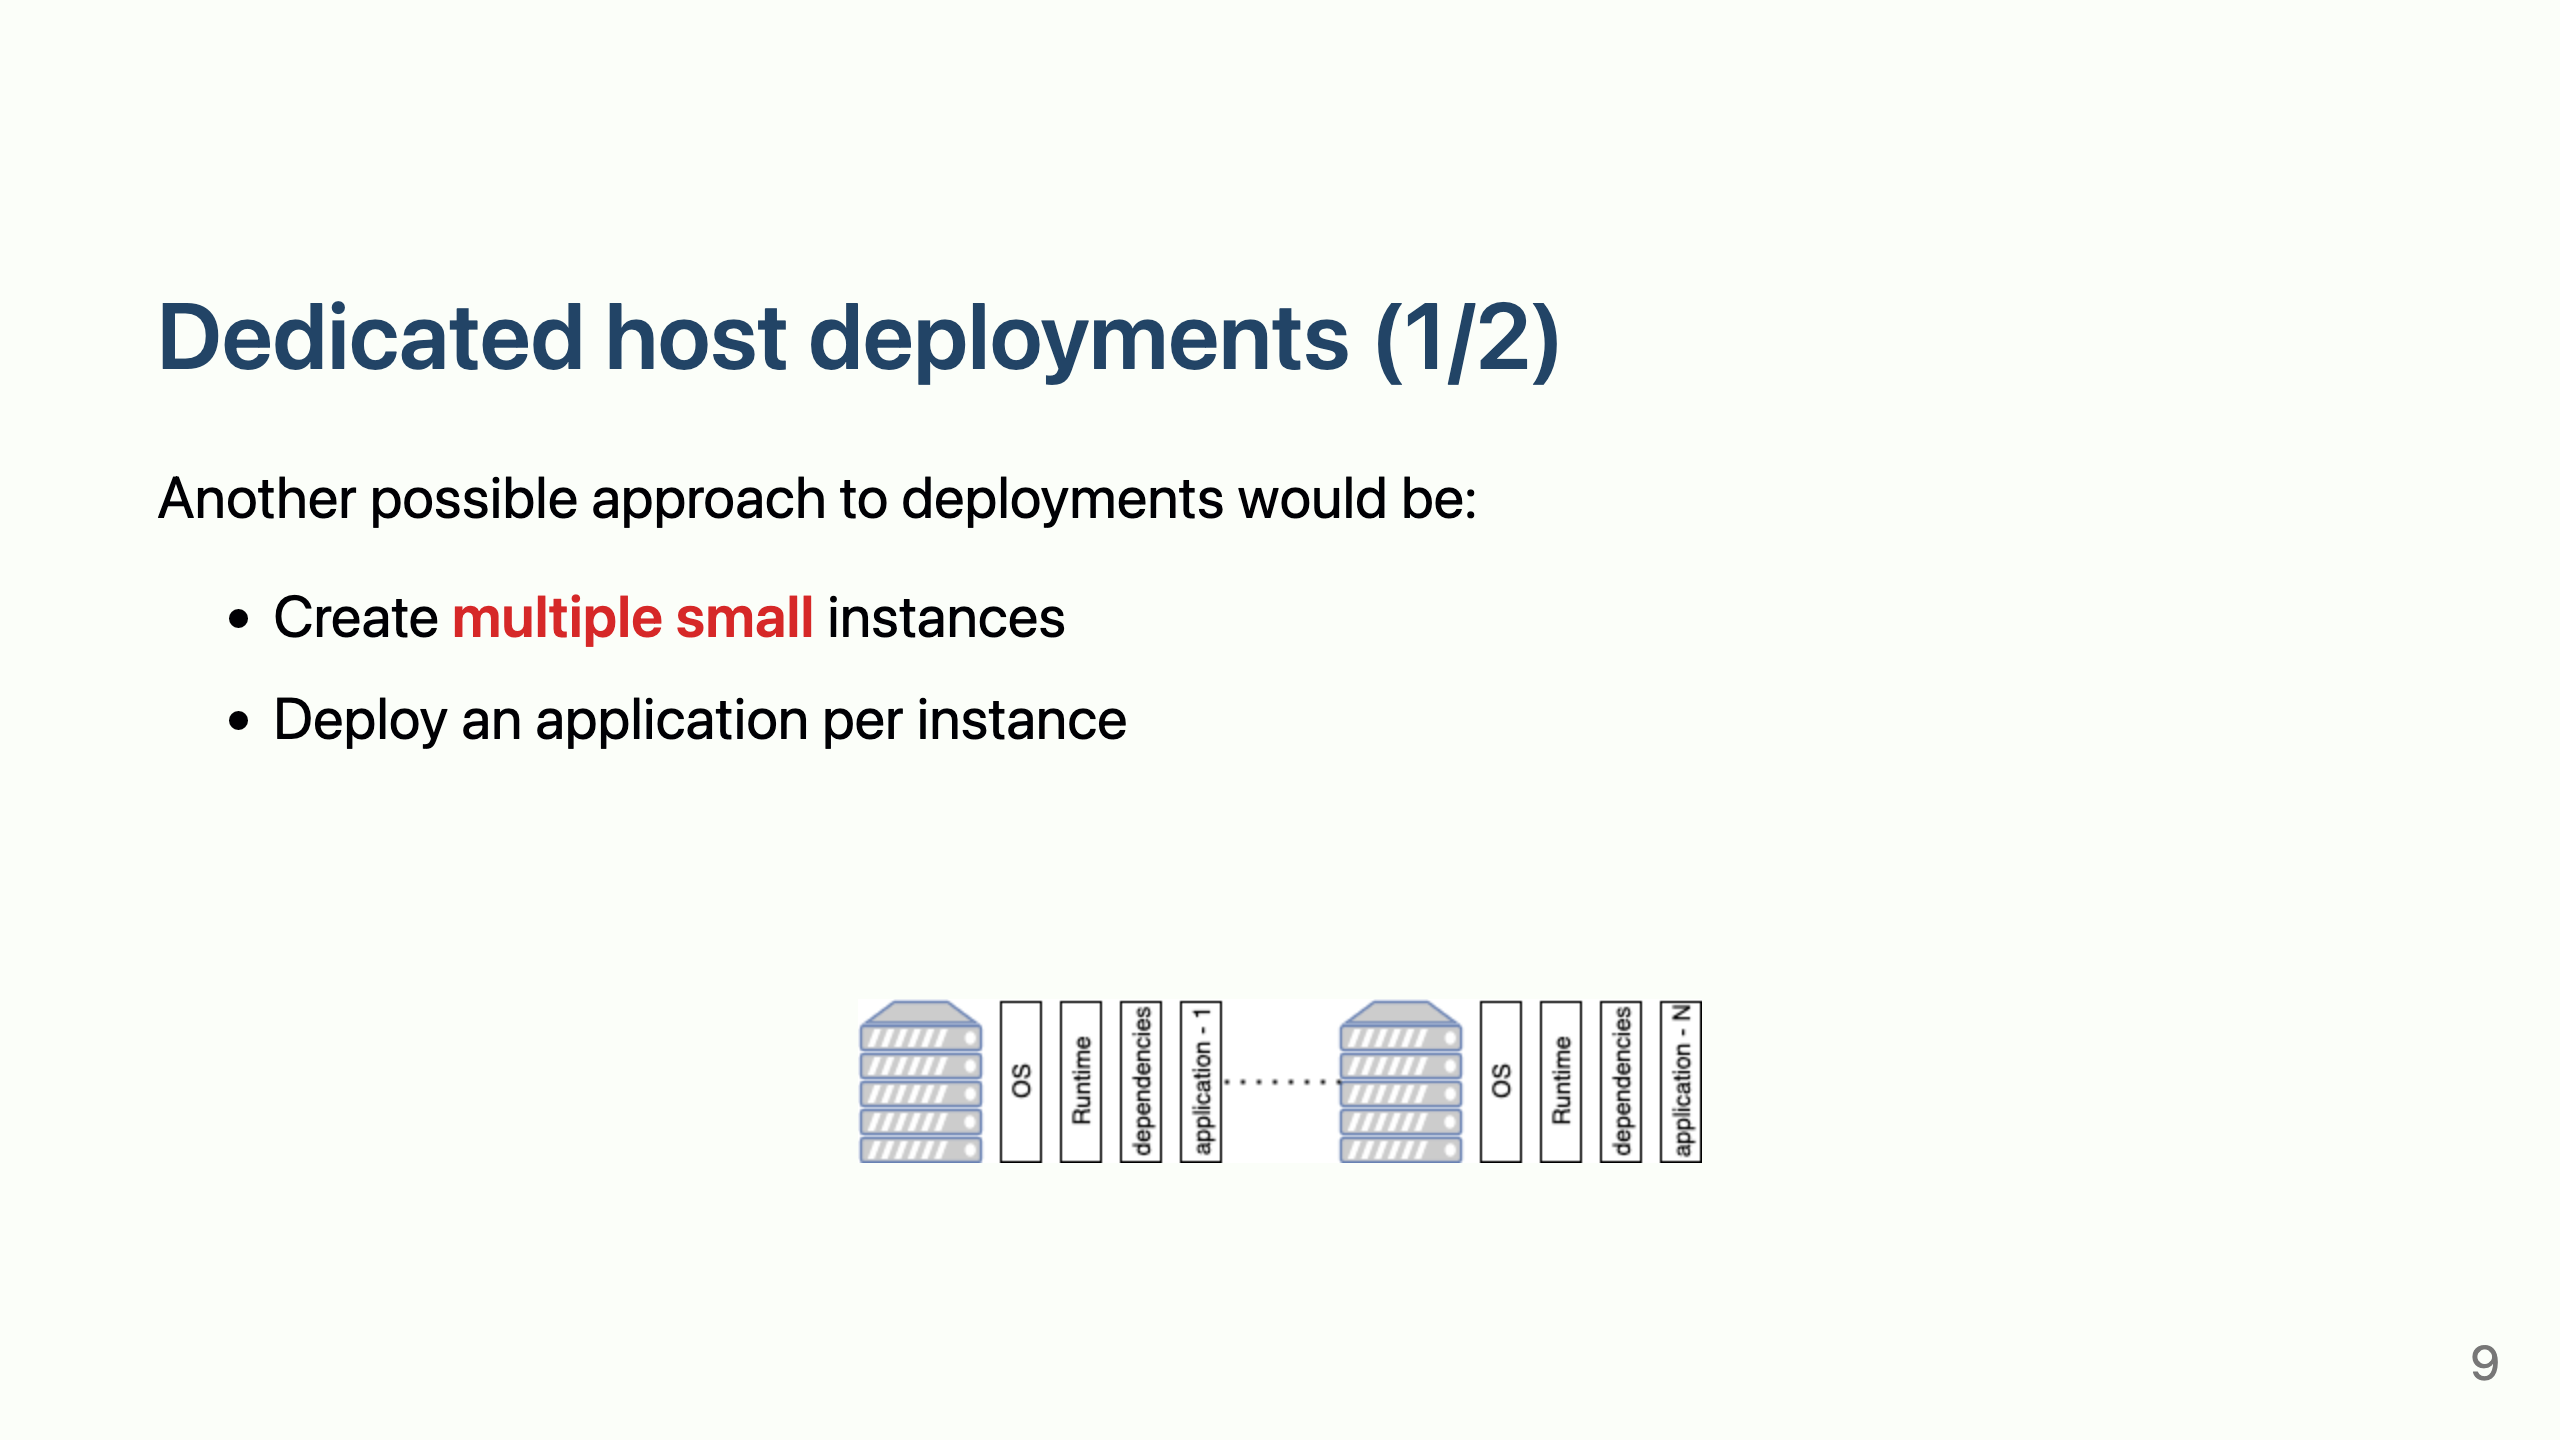 Dedicated host deployments (1/2)
Another possible approach to deployments would be:
• Create multiple small instances
• Deploy an application per instance
OS
Runtime
dependencies
application - 1
OS
Runtime
dependencies
application - N
9